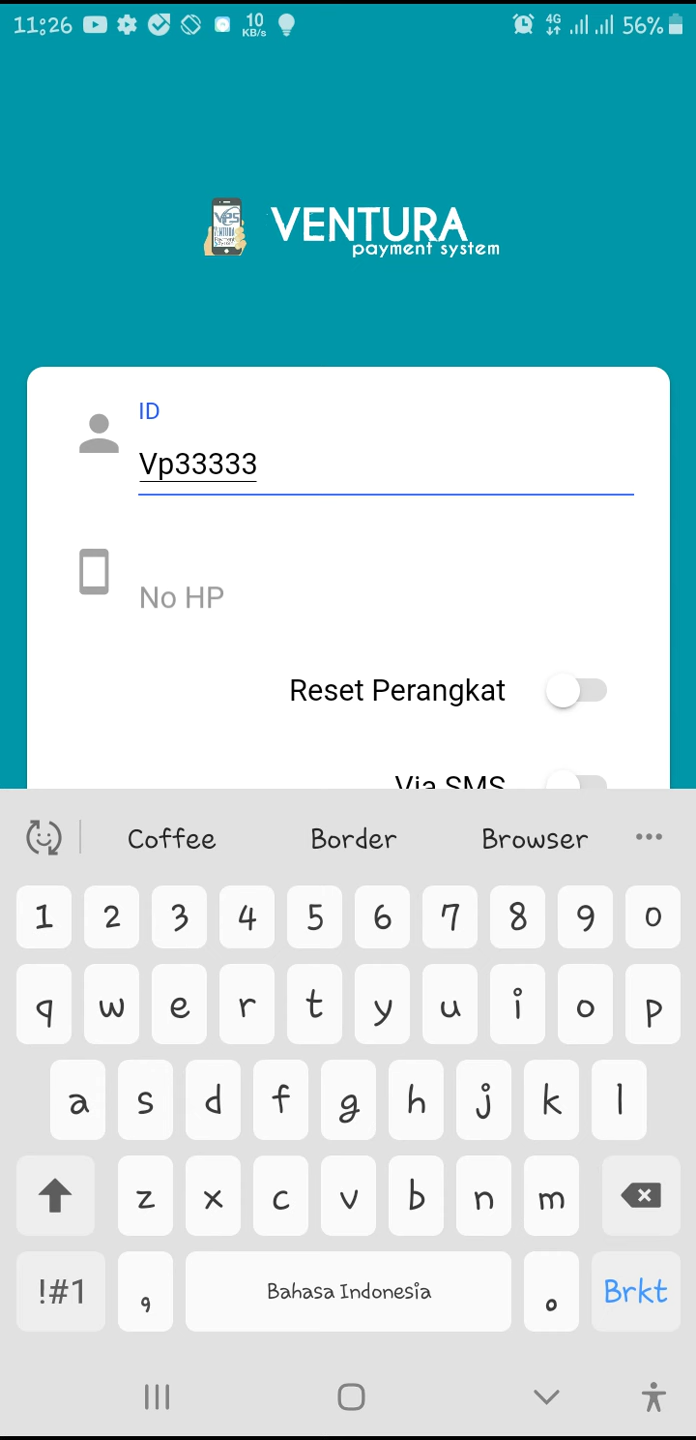 11:26 10 KB/s 4G 56%
VPS VENTURA
payment system
ID
Vp33333
No HP
Reset Perangkat
Via SMS
Coffee Border Browser
1 2 3 4 5 6 7 8 9 0
q w e r t y u i o p
a s d f g h j k l
z x c v b n m
!#1 , Bahasa Indonesia . Brkt